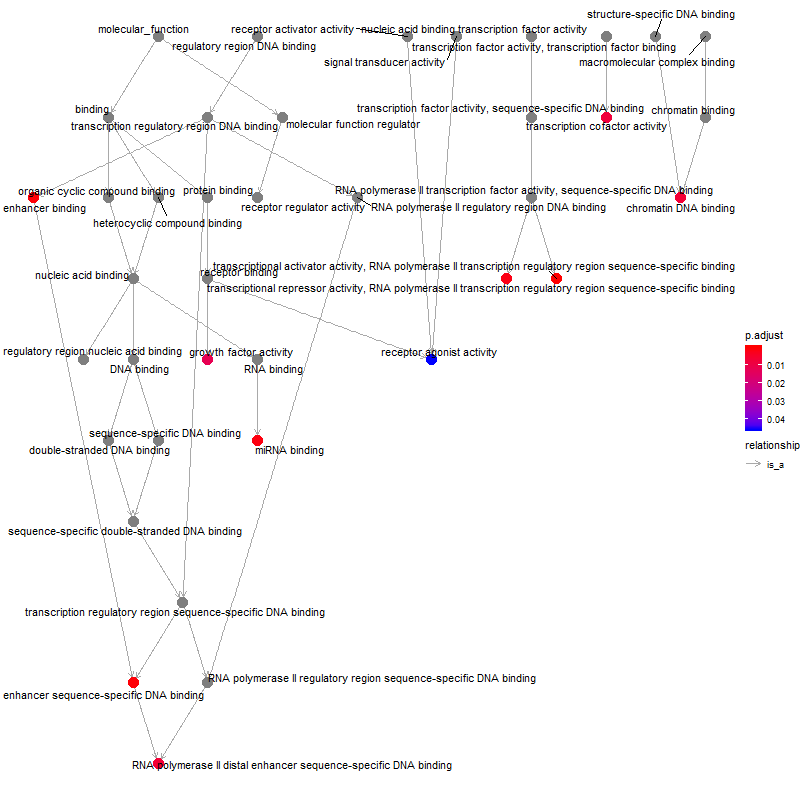 structure-specific DNA binding
molecular_function
receptor activator activity
nucleic acid binding transcription factor activity
regulatory region DNA binding
transcription factor activity, transcription factor binding
signal transducer activity
macromolecular complex binding
binding
transcription factor activity, sequence-specific DNA binding
chromatin binding
transcription regulatory region DNA binding
molecular function regulator
transcription cofactor activity
organic cyclic compound binding
protein binding
RNA polymerase II transcription factor activity, sequence-specific DNA binding
enhancer binding
receptor regulator activity
RNA polymerase II regulatory region DNA binding
chromatin DNA binding
heterocyclic compound binding
transcriptional activator activity, RNA polymerase II transcription regulatory region sequence-specific binding
nucleic acid binding
receptor binding
transcriptional repressor activity, RNA polymerase II transcription regulatory region sequence-specific binding
p.adjust
0.01
0.02
0.03
0.04
relationship
is_a
regulatory region nucleic acid binding
growth factor activity
receptor agonist activity
DNA binding
RNA binding
sequence-specific DNA binding
double-stranded DNA binding
miRNA binding
sequence-specific double-stranded DNA binding
transcription regulatory region sequence-specific DNA binding
RNA polymerase II regulatory region sequence-specific DNA binding
enhancer sequence-specific DNA binding
RNA polymerase II distal enhancer sequence-specific DNA binding